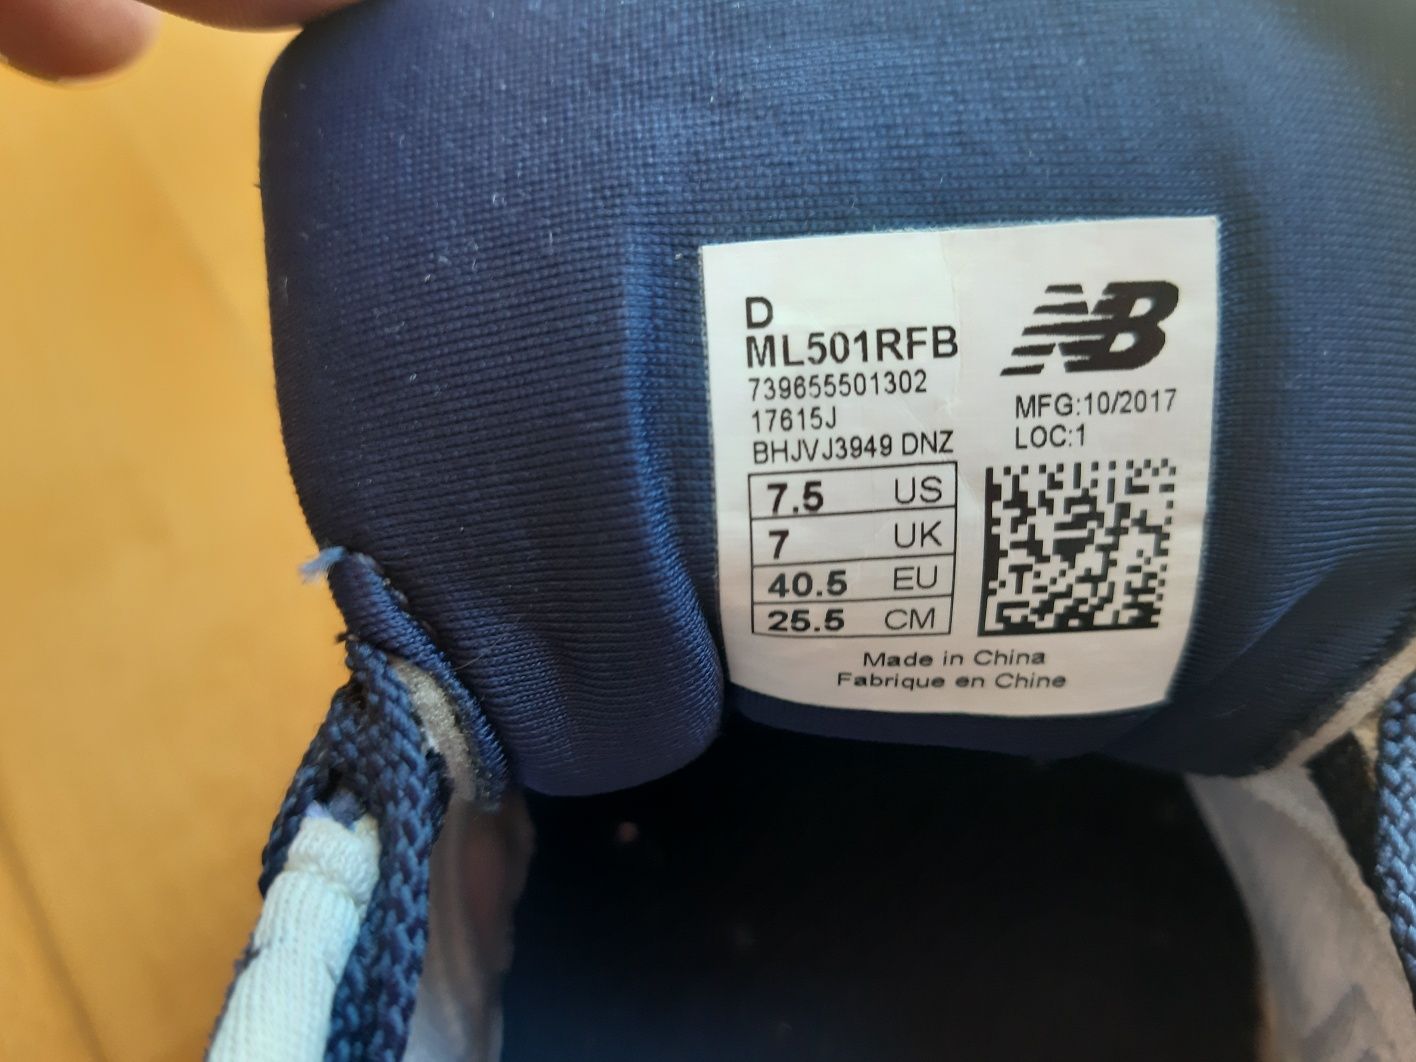 D
ML501RFB
739655501302
17615J
BHJVJ3949 DNZ
NB
MFG:10/2017
LOC:1
7.5 US
7 UK
40.5 EU
25.5 CM
Made in China
Fabrique en Chine